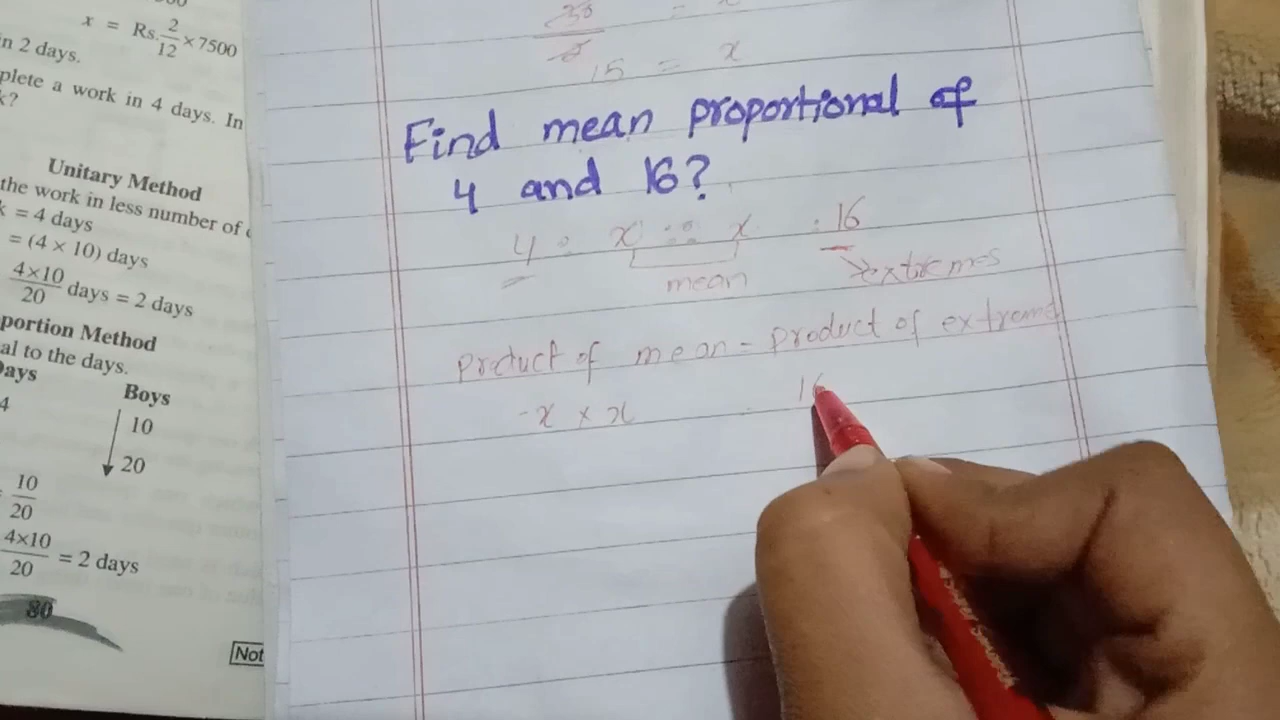 x = Rs. 2/12 × 7500
in 2 days.
plete a work in 4 days. In
k?
Unitary Method
the work in less number of
k = 4 days
= (4 × 10) days
4×10/20 days = 2 days
portion Method
al to the days.
Days Boys
4 10
20
10/20
4×10/20 = 2 days
80
Not
15 = x
Find mean proportional of
4 and 16?
4 : x :: x : 16
mean extremes
product of mean = product of extreme
x × x 16